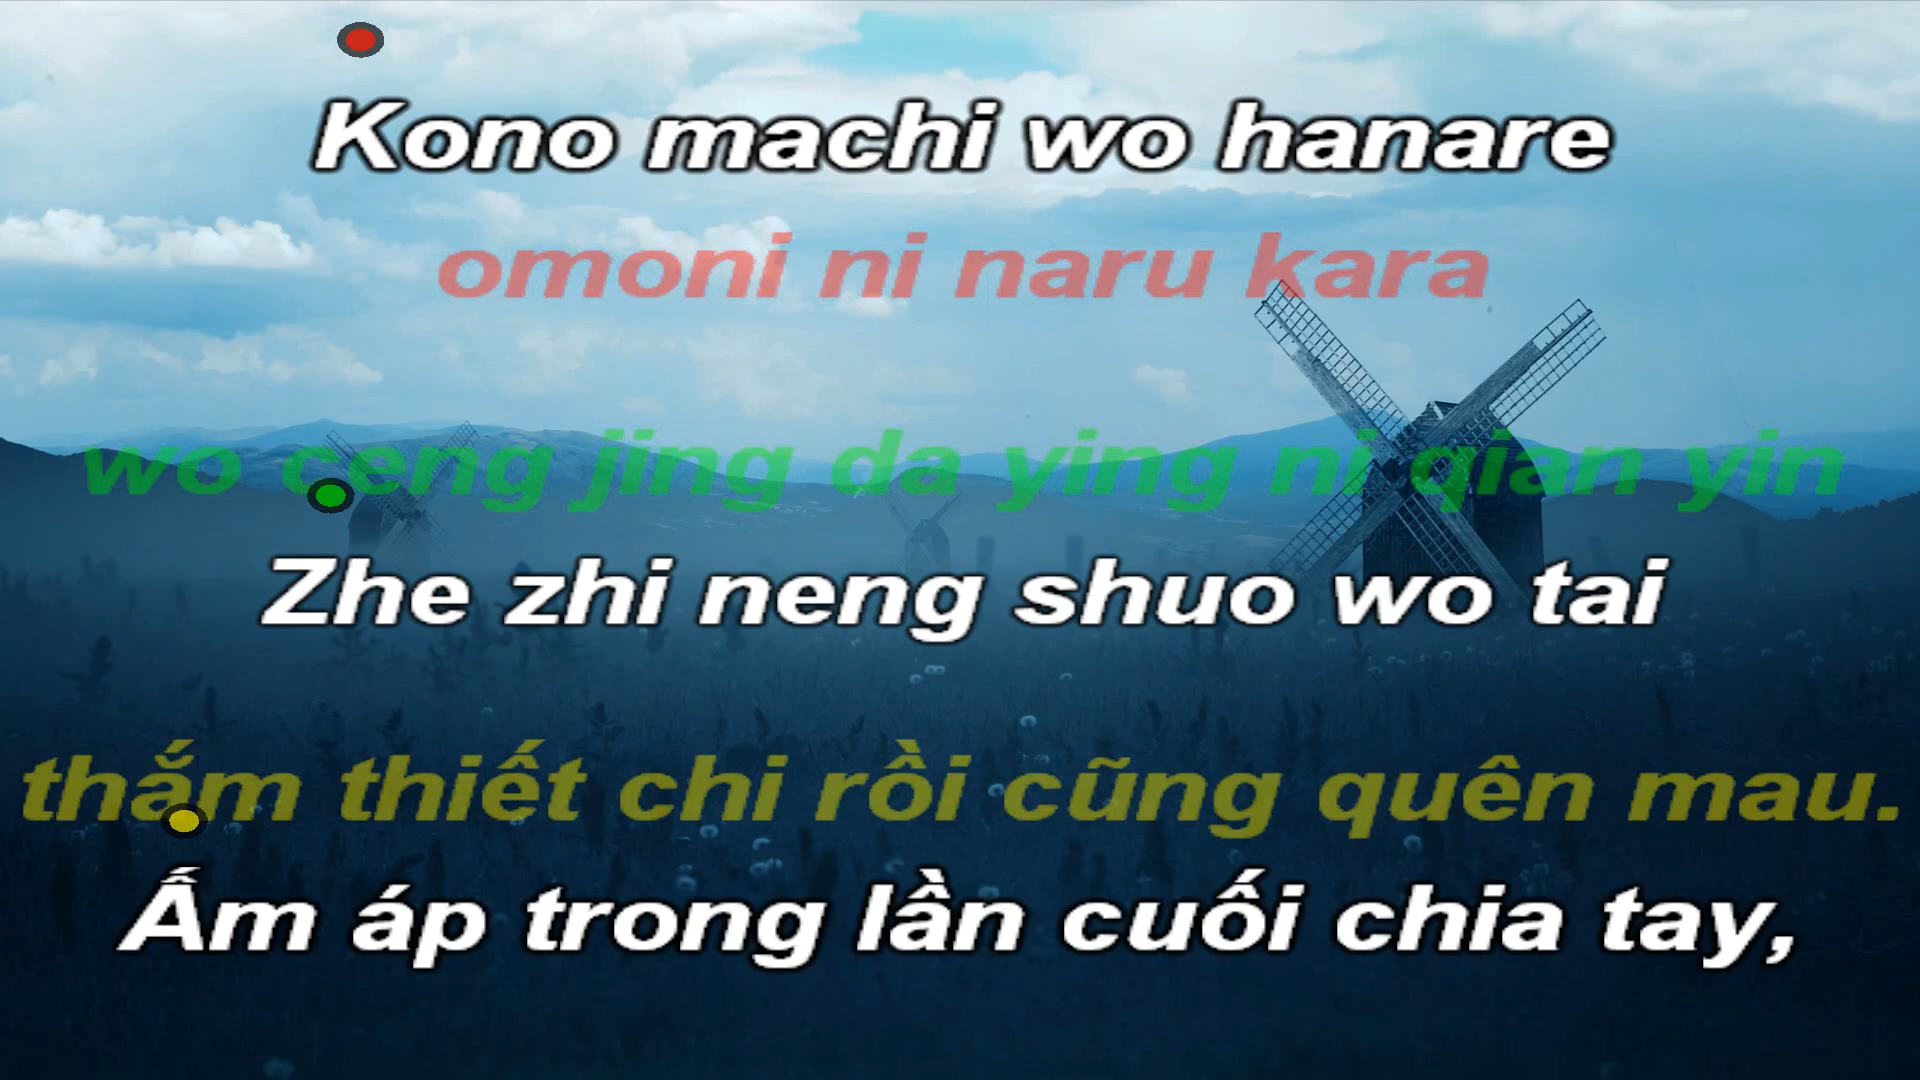 Kono machi wo hanare
omoni ni naru kara
wo ceng jing da ying ni qian yin
Zhe zhi neng shuo wo tai
thắm thiết chi rồi cũng quên mau.
Ấm áp trong lần cuối chia tay,